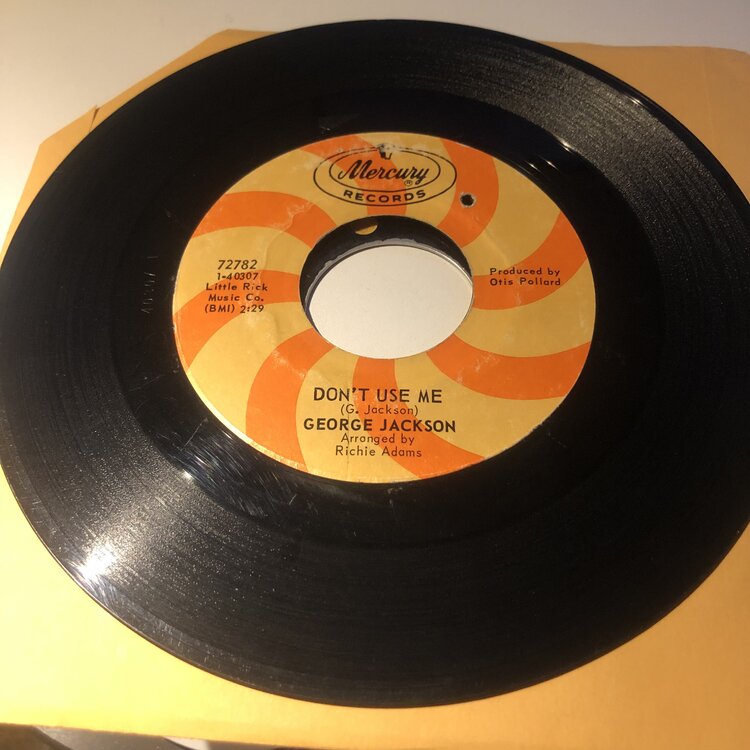 Mercury
®
RECORDS
72782
1-40307
Little Rick
Music Co.
(BMI) 2:29
Produced by
Otis Pollard
DON'T USE ME
(G. Jackson)
GEORGE JACKSON
Arranged by
Richie Adams